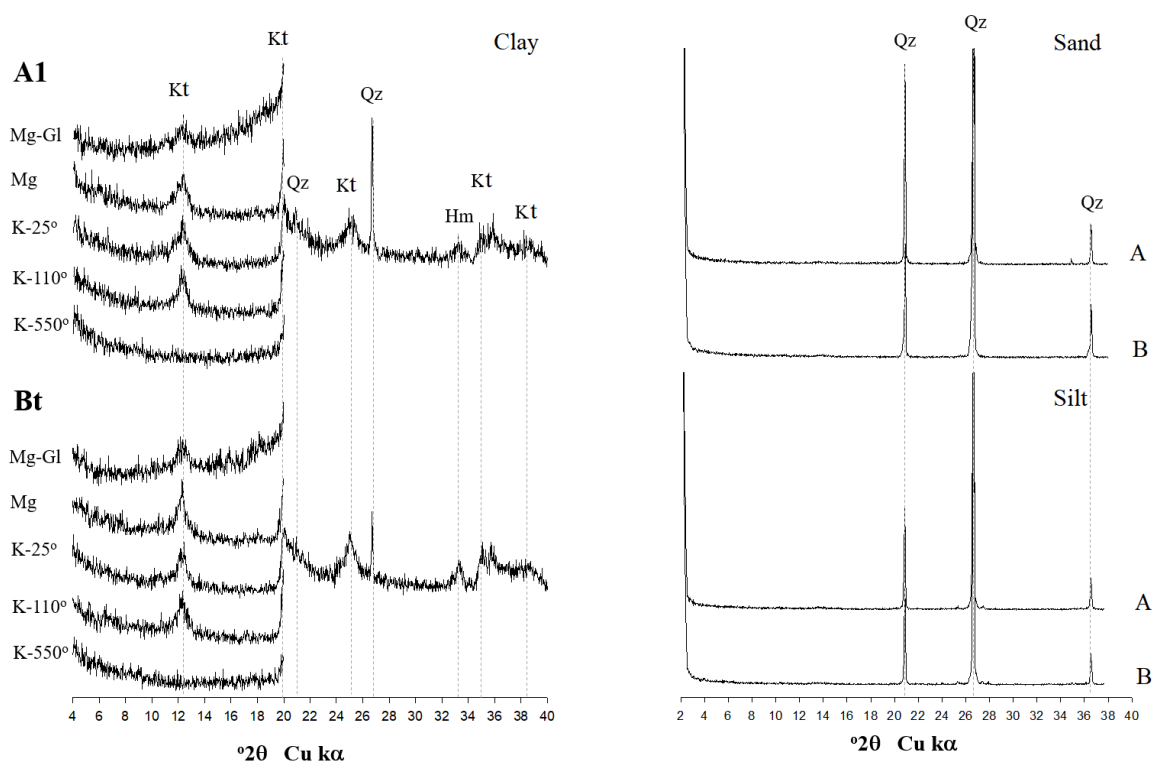 Clay
A1
Kt
Kt
Qz
Mg-Gl
Mg
Qz
Kt
Kt
Hm
Kt
K-25º
K-110º
K-550º
Bt
Mg-Gl
Mg
K-25º
K-110º
K-550º
4 6 8 10 12 14 16 18 20 22 24 26 28 30 32 34 36 38 40
º2θ Cu kα
Sand
Qz
Qz
Qz
A
B
Silt
A
B
2 4 6 8 10 12 14 16 18 20 22 24 26 28 30 32 34 36 38 40
º2θ Cu kα